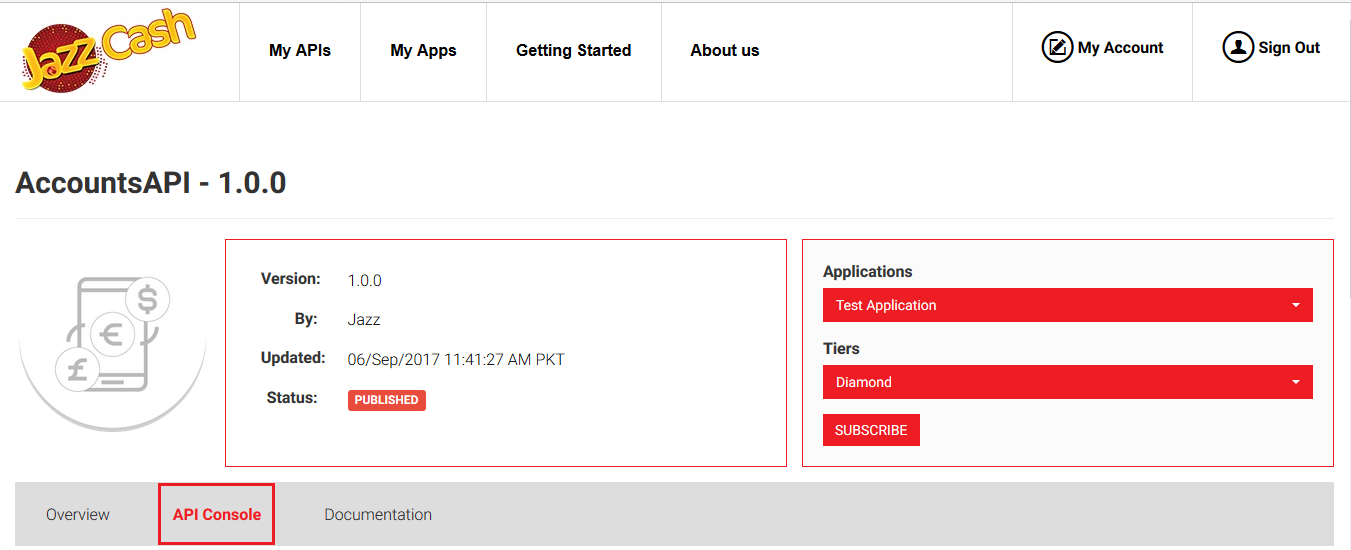 Jazz Cash
My APIs
My Apps
Getting Started
About us
My Account
Sign Out
AccountsAPI - 1.0.0
$
€
£
Version: 1.0.0
By: Jazz
Updated: 06/Sep/2017 11:41:27 AM PKT
Status: PUBLISHED
Applications
Test Application
Tiers
Diamond
SUBSCRIBE
Overview
API Console
Documentation